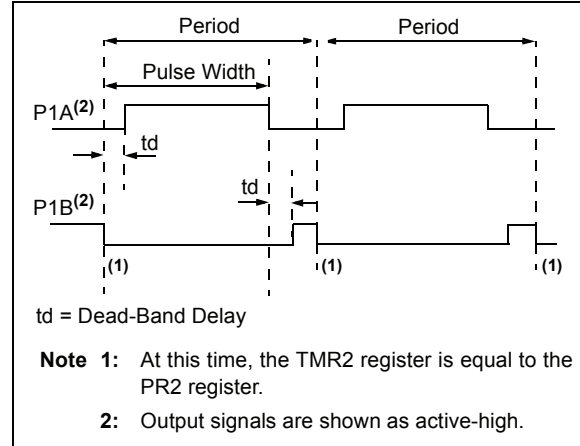 Period Period
Pulse Width
P1A(2)
td
td
P1B(2)
(1) (1) (1)
td = Dead-Band Delay
Note 1: At this time, the TMR2 register is equal to the
PR2 register.
2: Output signals are shown as active-high.